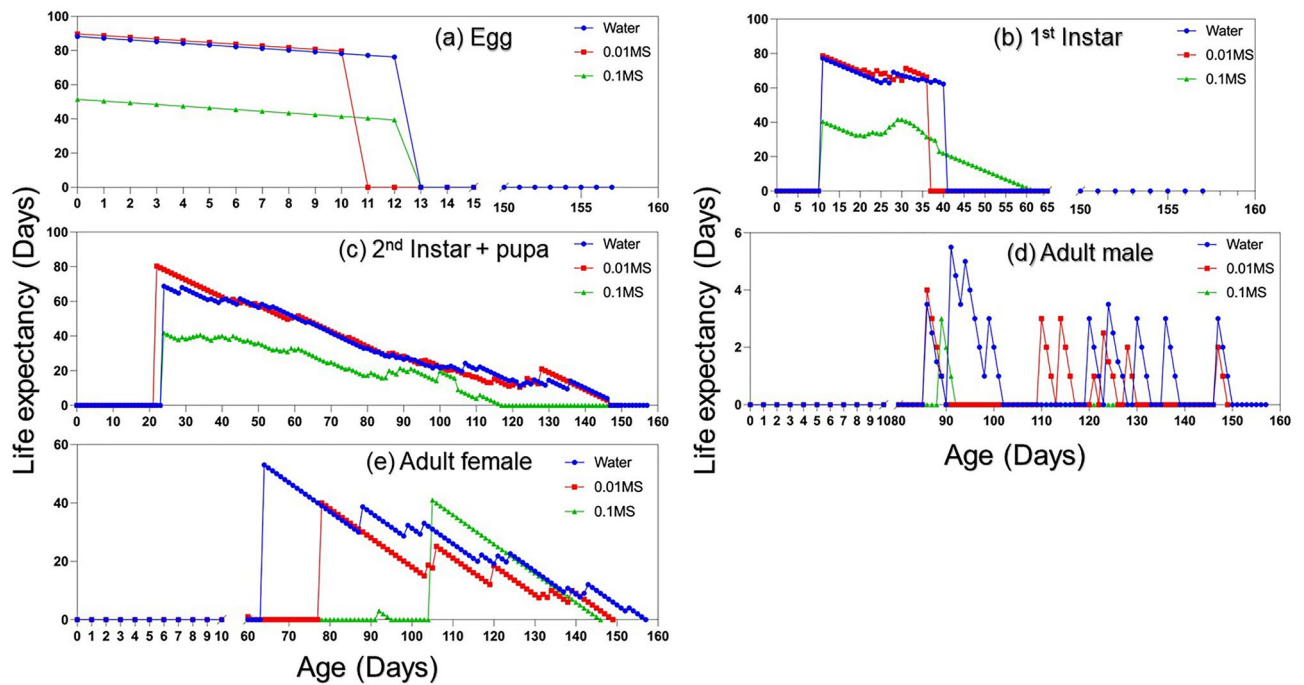 Life expectancy (Days)
(a) Egg
Water
0.01MS
0.1MS
100
80
60
40
20
0
0 1 2 3 4 5 6 7 8 9 10 11 12 13 14 15 150 155 160
(b) 1st Instar
Water
0.01MS
0.1MS
100
80
60
40
20
0
0 5 10 15 20 25 30 35 40 45 50 55 60 65 150 155 160
(c) 2nd Instar + pupa
Water
0.01MS
0.1MS
100
80
60
40
20
0
0 10 20 30 40 50 60 70 80 90 100 110 120 130 140 150 160
Life expectancy (Days)
(d) Adult male
Water
0.01MS
0.1MS
6
4
2
0
0 1 2 3 4 5 6 7 8 9 10 80 90 100 110 120 130 140 150 160
Age (Days)
(e) Adult female
Water
0.01MS
0.1MS
60
40
20
0
0 1 2 3 4 5 6 7 8 9 10 60 70 80 90 100 110 120 130 140 150 160
Age (Days)